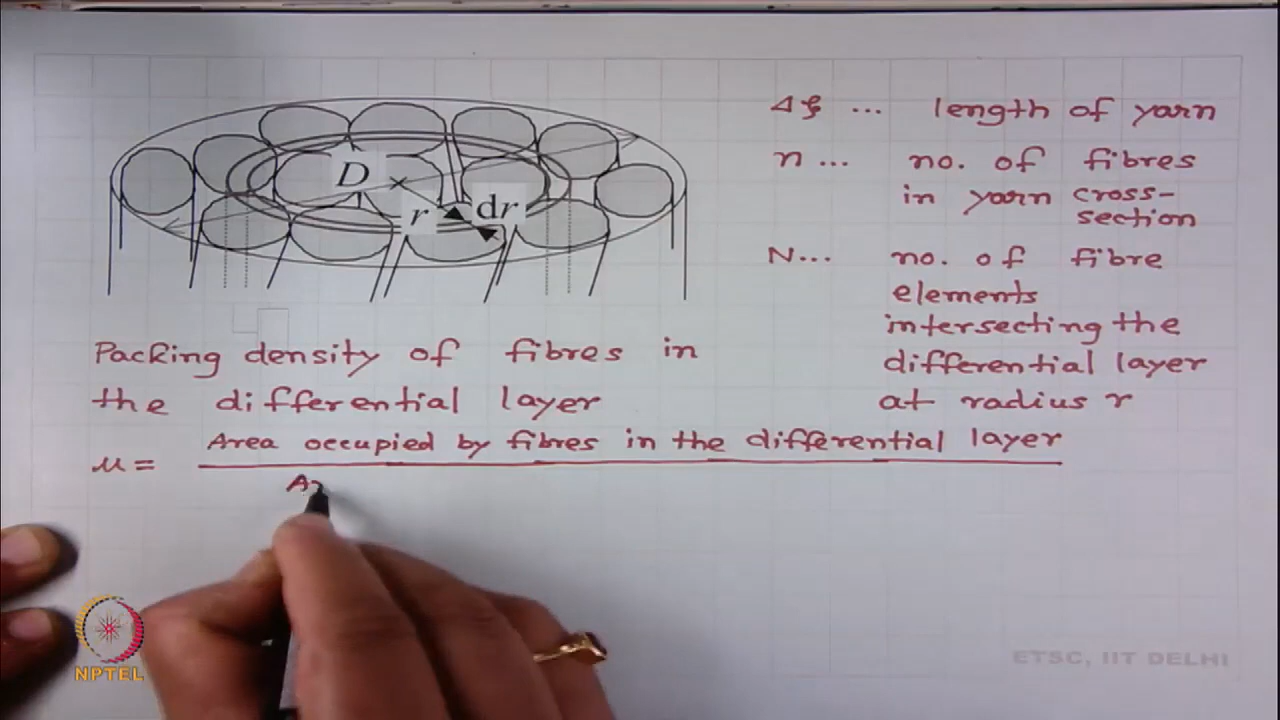 D
r
dr
Δξ ... length of yarn
n ... no. of fibres
in yarn cross-
section
N... no. of fibre
elements
intersecting the
differential layer
at radius r
Packing density of fibres in
the differential layer
μ = Area occupied by fibres in the differential layer
A
NPTEL
ETSC, IIT DELHI